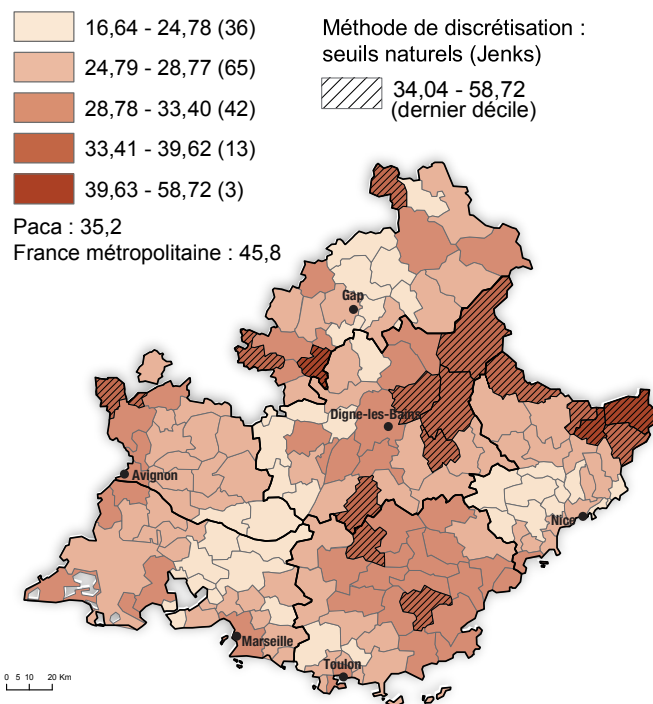 16,64 - 24,78 (36)
24,79 - 28,77 (65)
28,78 - 33,40 (42)
33,41 - 39,62 (13)
39,63 - 58,72 (3)
Paca : 35,2
France métropolitaine : 45,8
Méthode de discrétisation :
seuils naturels (Jenks)
34,04 - 58,72
(dernier décile)
Gap
Digne-les-Bains
Avignon
Nice
Marseille
Toulon
0 5 10 20 Km